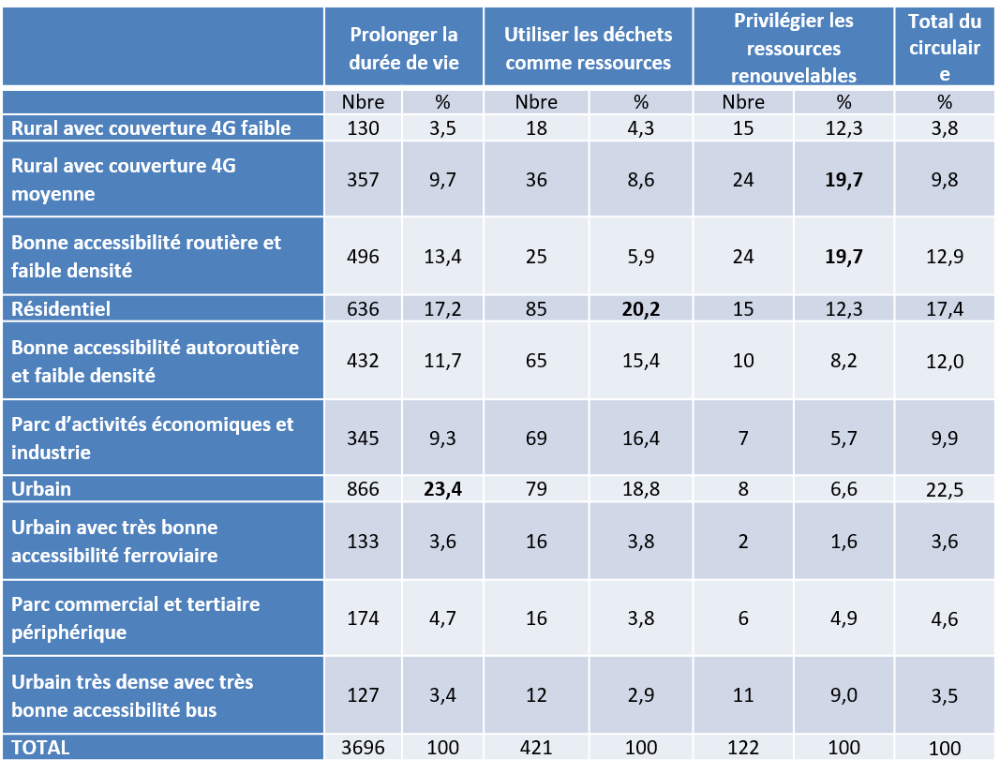 Prolonger la durée de vie
Utiliser les déchets comme ressources
Privilégier les ressources renouvelables
Total du circulair e
Nbre % Nbre % Nbre % %
Rural avec couverture 4G faible 130 3,5 18 4,3 15 12,3 3,8
Rural avec couverture 4G moyenne 357 9,7 36 8,6 24 19,7 9,8
Bonne accessibilité routière et faible densité 496 13,4 25 5,9 24 19,7 12,9
Résidentiel 636 17,2 85 20,2 15 12,3 17,4
Bonne accessibilité autoroutière et faible densité 432 11,7 65 15,4 10 8,2 12,0
Parc d’activités économiques et industrie 345 9,3 69 16,4 7 5,7 9,9
Urbain 866 23,4 79 18,8 8 6,6 22,5
Urbain avec très bonne accessibilité ferroviaire 133 3,6 16 3,8 2 1,6 3,6
Parc commercial et tertiaire périphérique 174 4,7 16 3,8 6 4,9 4,6
Urbain très dense avec très bonne accessibilité bus 127 3,4 12 2,9 11 9,0 3,5
TOTAL 3696 100 421 100 122 100 100